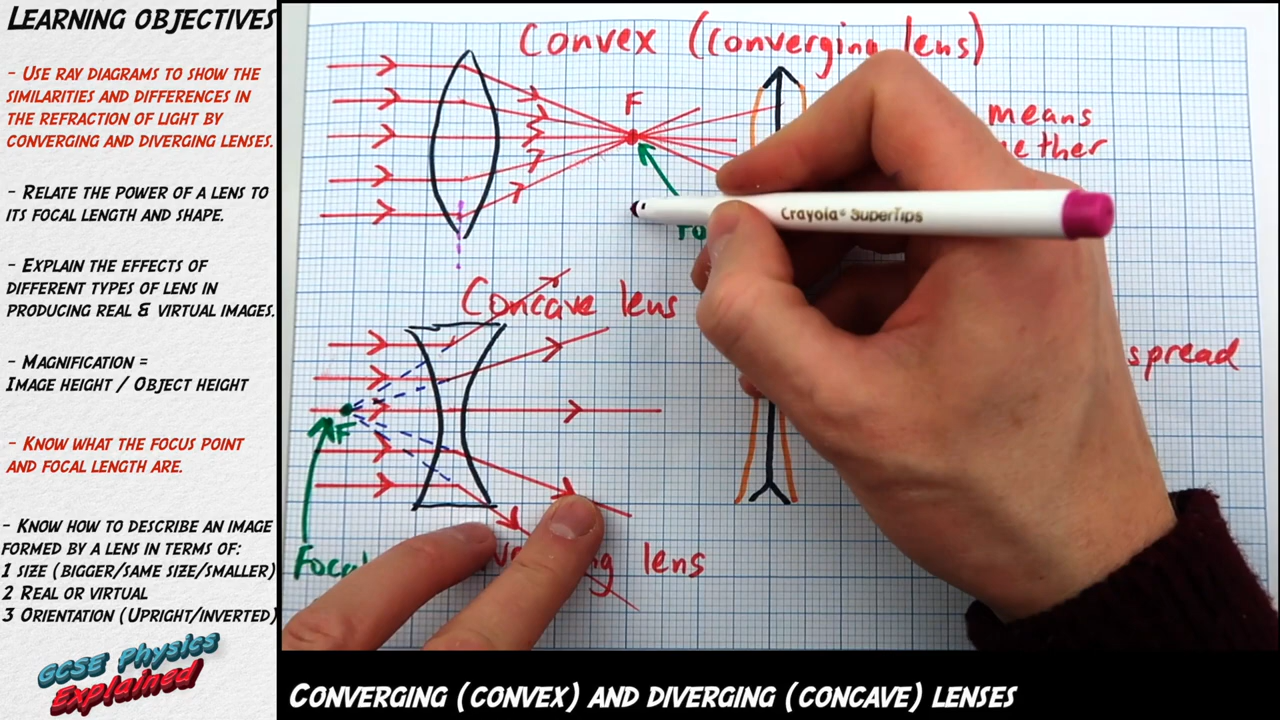 LEARNING OBJECTIVES
- USE RAY DIAGRAMS TO SHOW THE
SIMILARITIES AND DIFFERENCES IN
THE REFRACTION OF LIGHT BY
CONVERGING AND DIVERGING LENSES.
- RELATE THE POWER OF A LENS TO
ITS FOCAL LENGTH AND SHAPE.
- EXPLAIN THE EFFECTS OF
DIFFERENT TYPES OF LENS IN
PRODUCING REAL & VIRTUAL IMAGES.
- MAGNIFICATION =
IMAGE HEIGHT / OBJECT HEIGHT
- KNOW WHAT THE FOCUS POINT
AND FOCAL LENGTH ARE.
- KNOW HOW TO DESCRIBE AN IMAGE
FORMED BY A LENS IN TERMS OF:
1 SIZE (BIGGER/SAME SIZE/SMALLER)
2 REAL OR VIRTUAL
3 ORIENTATION (UPRIGHT/INVERTED)
GCSE Physics
Explained
Convex (converging lens)
F
means
Crayola SuperTips
Concave lens
spread
F
lens
CONVERGING (CONVEX) AND DIVERGING (CONCAVE) LENSES